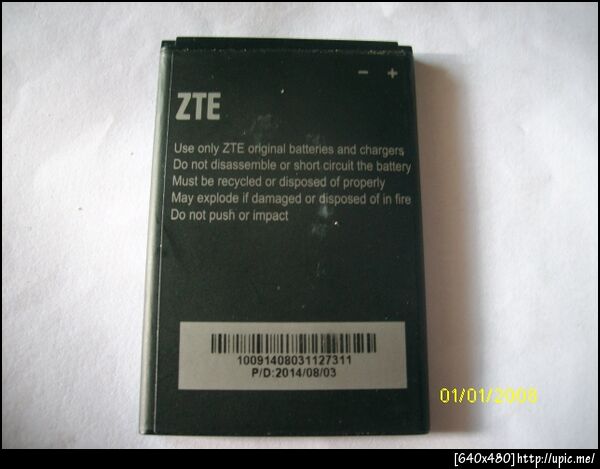 − +
ZTE
Use only ZTE original batteries and chargers
Do not disassemble or short circuit the battery
Must be recycled or disposed of properly
May explode if damaged or disposed of in fire
Do not push or impact
10091408031127311
P/D:2014/08/03
01/01/2008
[640x480]http://upic.me/